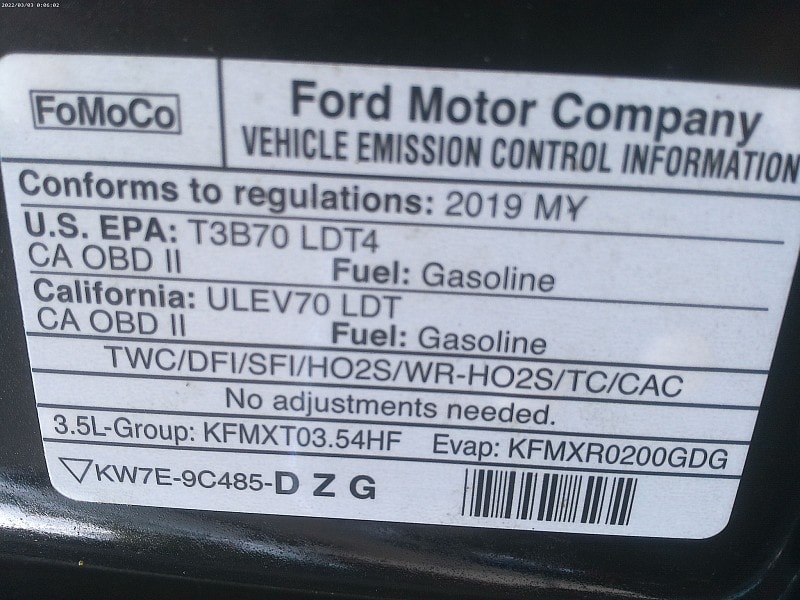 2022/03/03 0:06:02
FoMoCo
Ford Motor Company
VEHICLE EMISSION CONTROL INFORMATION
Conforms to regulations: 2019 MY
U.S. EPA: T3B70 LDT4
CA OBD II Fuel: Gasoline
California: ULEV70 LDT
CA OBD II Fuel: Gasoline
TWC/DFI/SFI/HO2S/WR-HO2S/TC/CAC
No adjustments needed.
3.5L-Group: KFMXT03.54HF Evap: KFMXR0200GDG
KW7E-9C485-D Z G